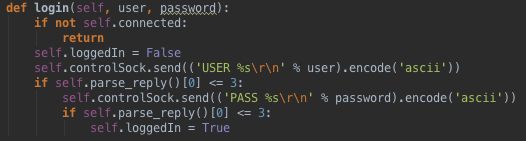 def login(self, user, password):
    if not self.connected:
        return
    self.loggedIn = False
    self.controlSock.send(('USER %s\r\n' % user).encode('ascii'))
    if self.parse_reply()[0] <= 3:
        self.controlSock.send(('PASS %s\r\n' % password).encode('ascii'))
        if self.parse_reply()[0] <= 3:
            self.loggedIn = True